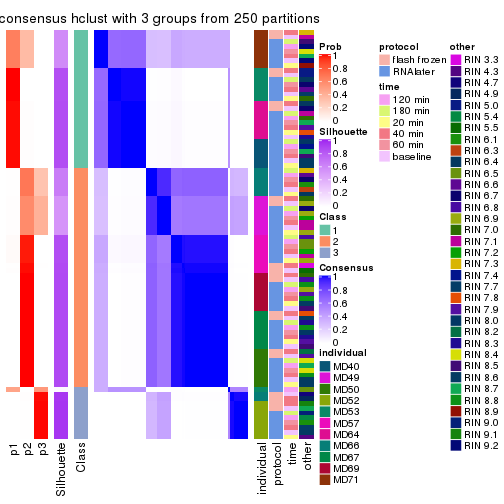 consensus hclust with 3 groups from 250 partitions
p1
p2
p3
Silhouette
Class
individual
protocol
time
other
Prob
1
0.8
0.6
0.4
0.2
0
Silhouette
1
0.8
0.6
0.4
0.2
0
Class
1
2
3
Consensus
1
0.8
0.6
0.4
0.2
0
Individual
MD40
MD49
MD50
MD52
MD53
MD57
MD64
MD66
MD67
MD69
MD71
protocol
flash frozen
RNAlater
time
120 min
180 min
20 min
40 min
60 min
baseline
other
RIN 3.3
RIN 4.3
RIN 4.7
RIN 4.9
RIN 5.0
RIN 5.4
RIN 5.5
RIN 6.1
RIN 6.3
RIN 6.4
RIN 6.5
RIN 6.6
RIN 6.7
RIN 6.8
RIN 6.9
RIN 7.0
RIN 7.1
RIN 7.2
RIN 7.3
RIN 7.4
RIN 7.7
RIN 7.8
RIN 7.9
RIN 8.0
RIN 8.2
RIN 8.3
RIN 8.4
RIN 8.5
RIN 8.6
RIN 8.7
RIN 8.8
RIN 8.9
RIN 9.0
RIN 9.1
RIN 9.2